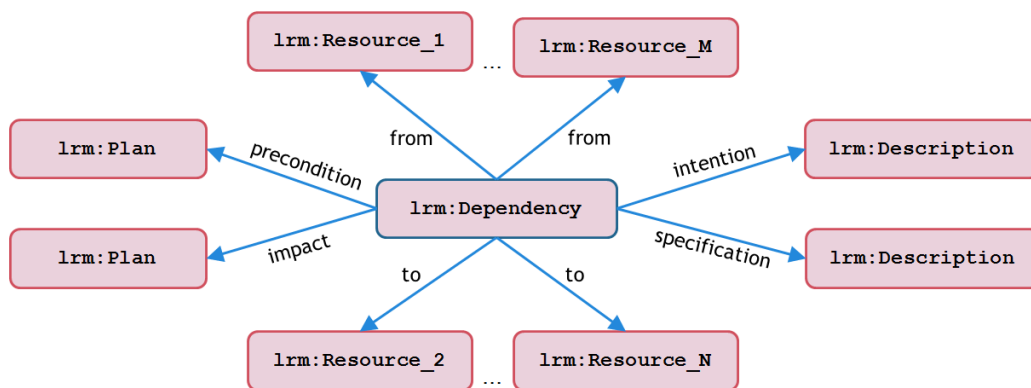 lrm:Resource_1
...
lrm:Resource_M
from
from
lrm:Plan
precondition
intention
lrm:Description
lrm:Dependency
lrm:Plan
impact
specification
lrm:Description
to
to
lrm:Resource_2
...
lrm:Resource_N